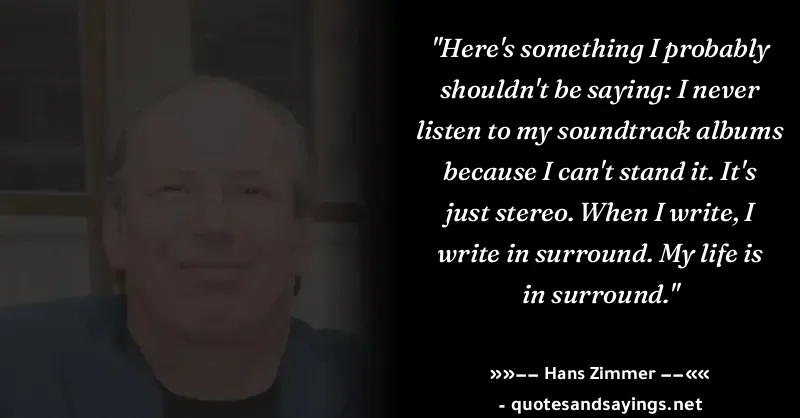 "Here's something I probably
shouldn't be saying: I never
listen to my soundtrack albums
because I can't stand it. It's
just stereo. When I write, I
write in surround. My life is
in surround."
»»−− Hans Zimmer −−««
- quotesandsayings.net